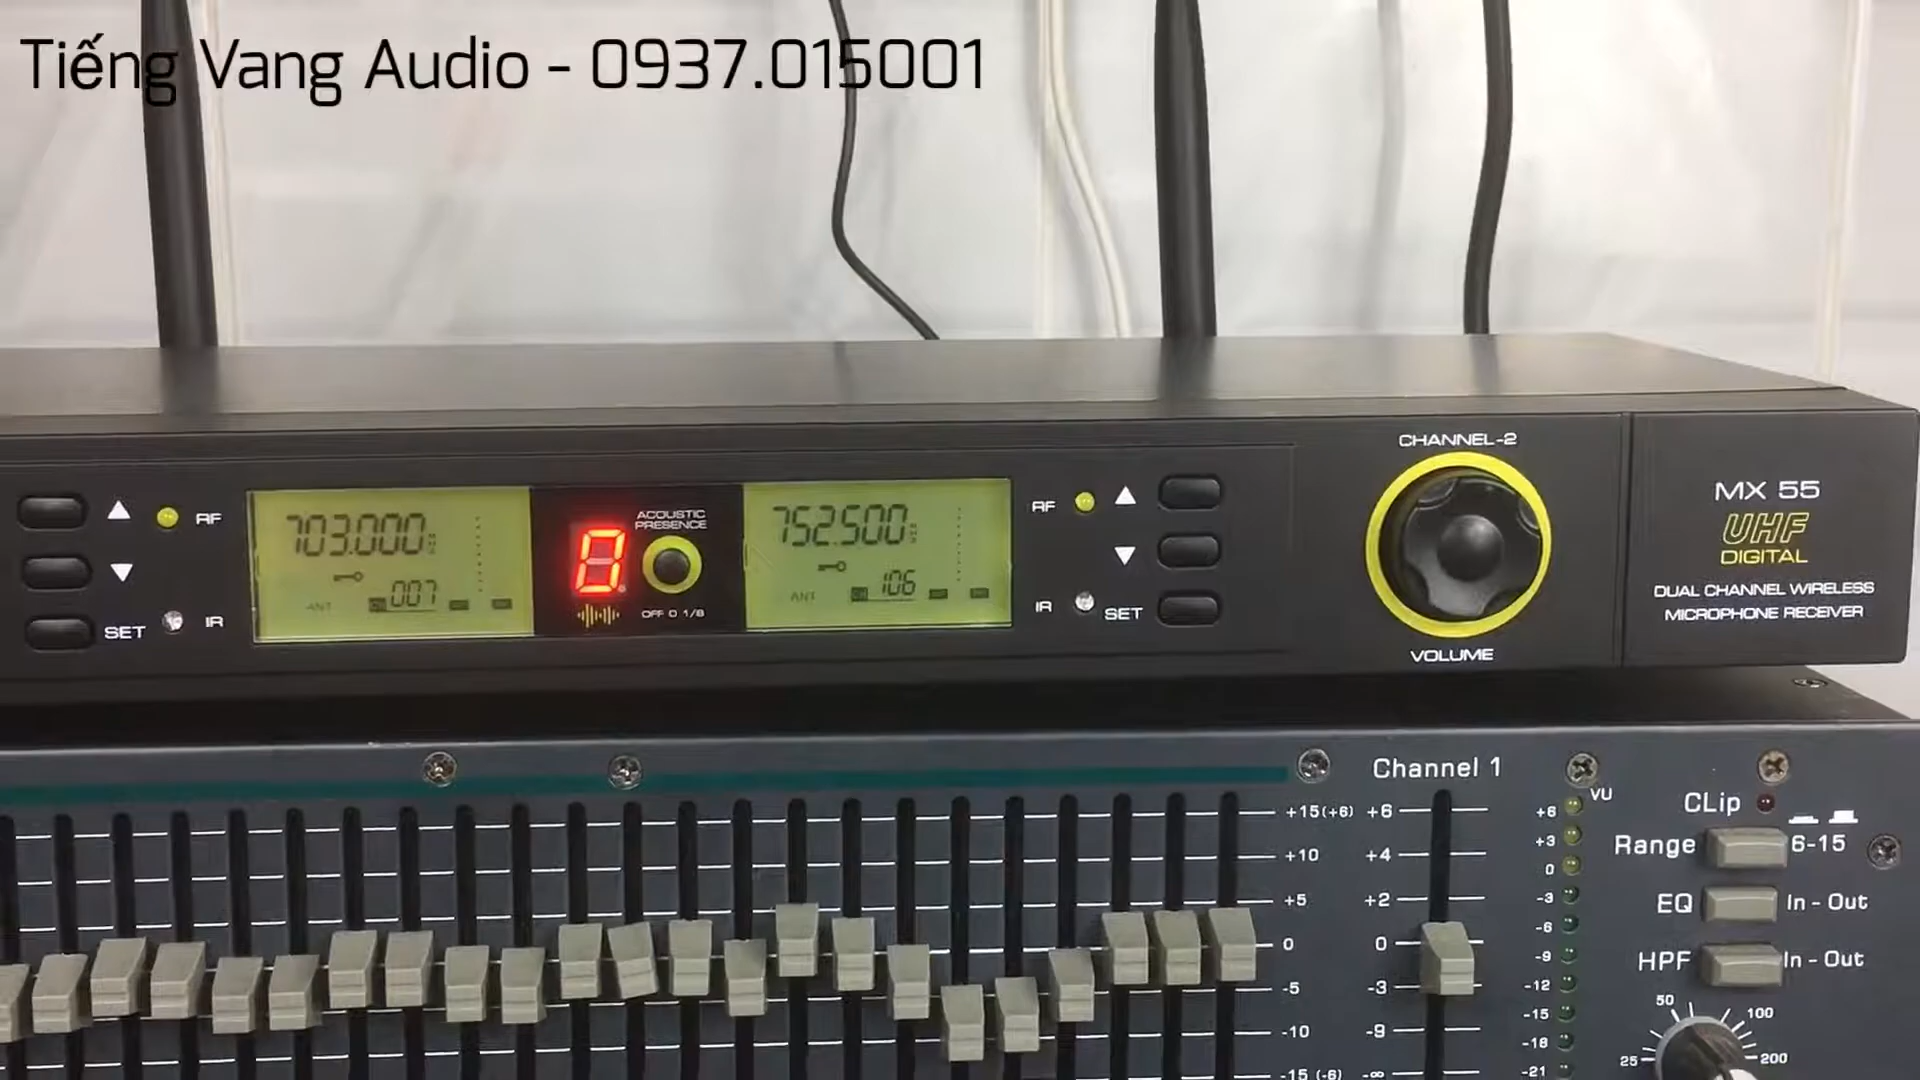 Tiếng Vang Audio - 0937.015001
CHANNEL-2
VOLUME
MX 55
UHF
DIGITAL
DUAL CHANNEL WIRELESS
MICROPHONE RECEIVER
RF
SET
IR
703.000
ANT
CH 007
8.
ACOUSTIC
PRESENCE
OFF 0 1/8
752.500
ANT
CH 106
RF
IR
SET
+15(+6)
+10
+5
0
-5
-10
-15(-6)
Channel 1
+6
+4
+2
0
-3
-9
-∞
VU
+6
+3
0
-3
-6
-9
-12
-15
-18
-21
CLip
Range
6-15
EQ
In - Out
HPF
In - Out
50
100
25
200